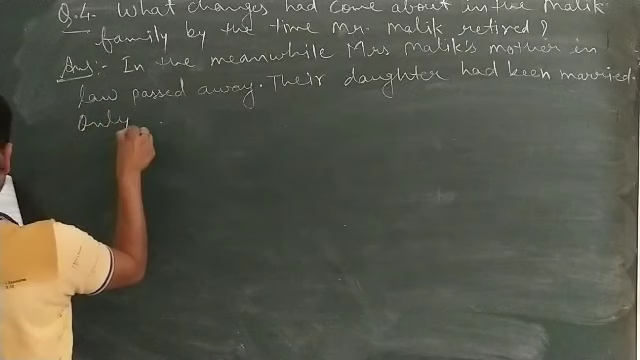 Q.4. What changes had come about in the Malik
family by the time Mr. Malik retired?
Ans:- In the meanwhile Mrs Malik's mother in
law passed away. Their daughter had been married.
Only